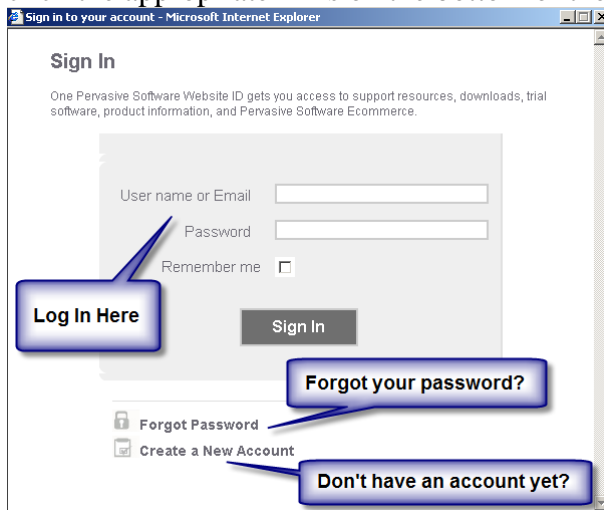 Sign in to your account - Microsoft Internet Explorer
Sign In
One Pervasive Software Website ID gets you access to support resources, downloads, trial
software, product information, and Pervasive Software Ecommerce.
User name or Email
Password
Remember me
Log In Here
Sign In
Forgot your password?
Forgot Password
Create a New Account
Don't have an account yet?